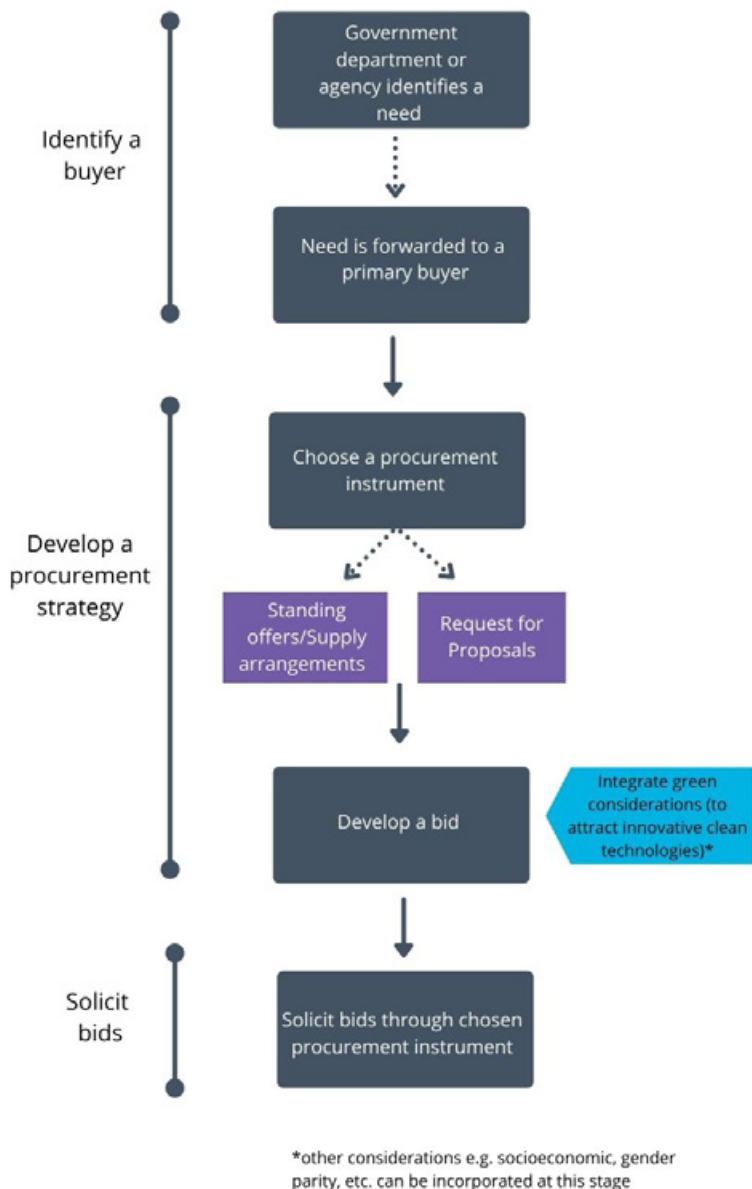 Government
department or
agency identifies a
need
Identify a
buyer
Need is forwarded to a
primary buyer
Choose a procurement
instrument
Develop a
procurement
strategy
Standing
offers/Supply
arrangements
Request for
Proposals
Develop a bid
Integrate green
considerations (to
attract innovative clean
technologies)*
Solicit
bids
Solicit bids through chosen
procurement instrument
*other considerations e.g. socioeconomic, gender
parity, etc. can be incorporated at this stage